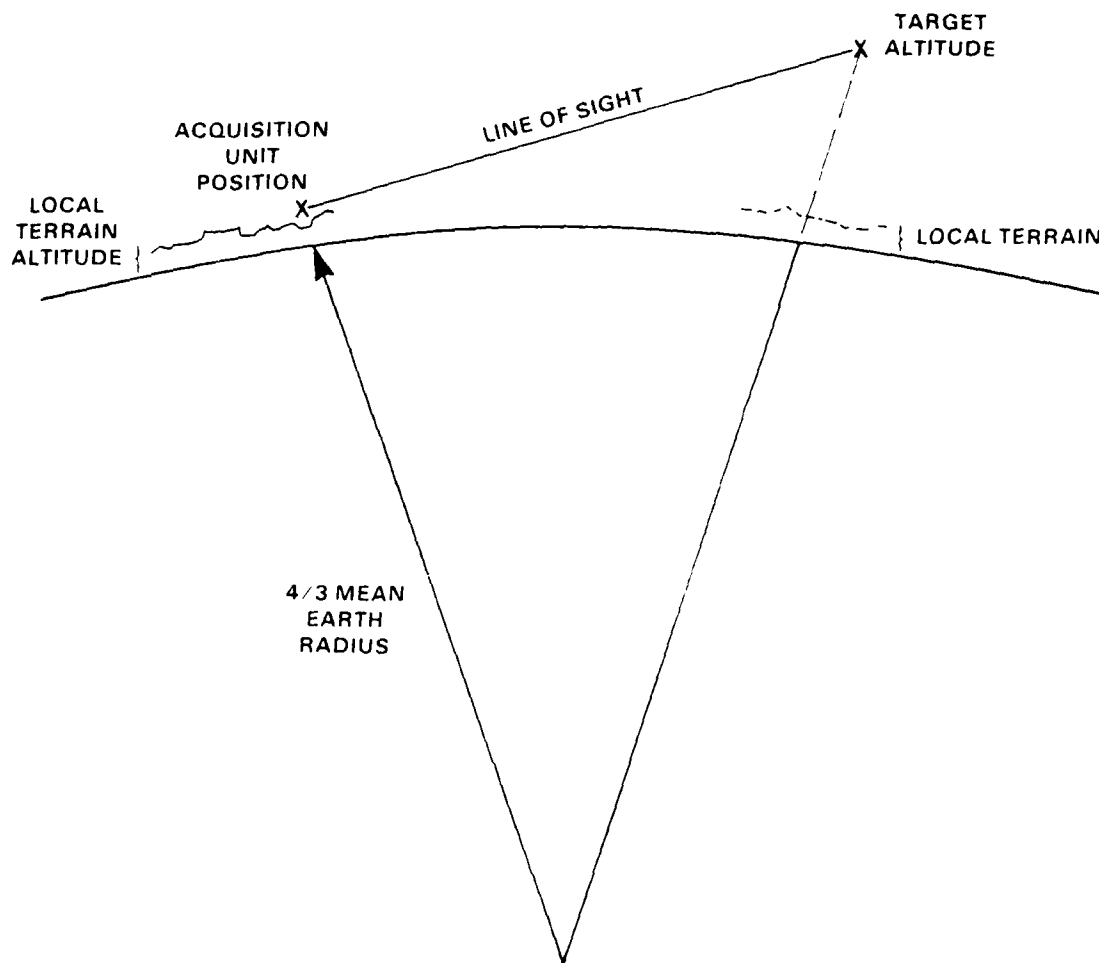 TARGET
ALTITUDE
LINE OF SIGHT
ACQUISITION
UNIT
POSITION
LOCAL
TERRAIN
ALTITUDE
LOCAL TERRAIN
4/3 MEAN
EARTH
RADIUS